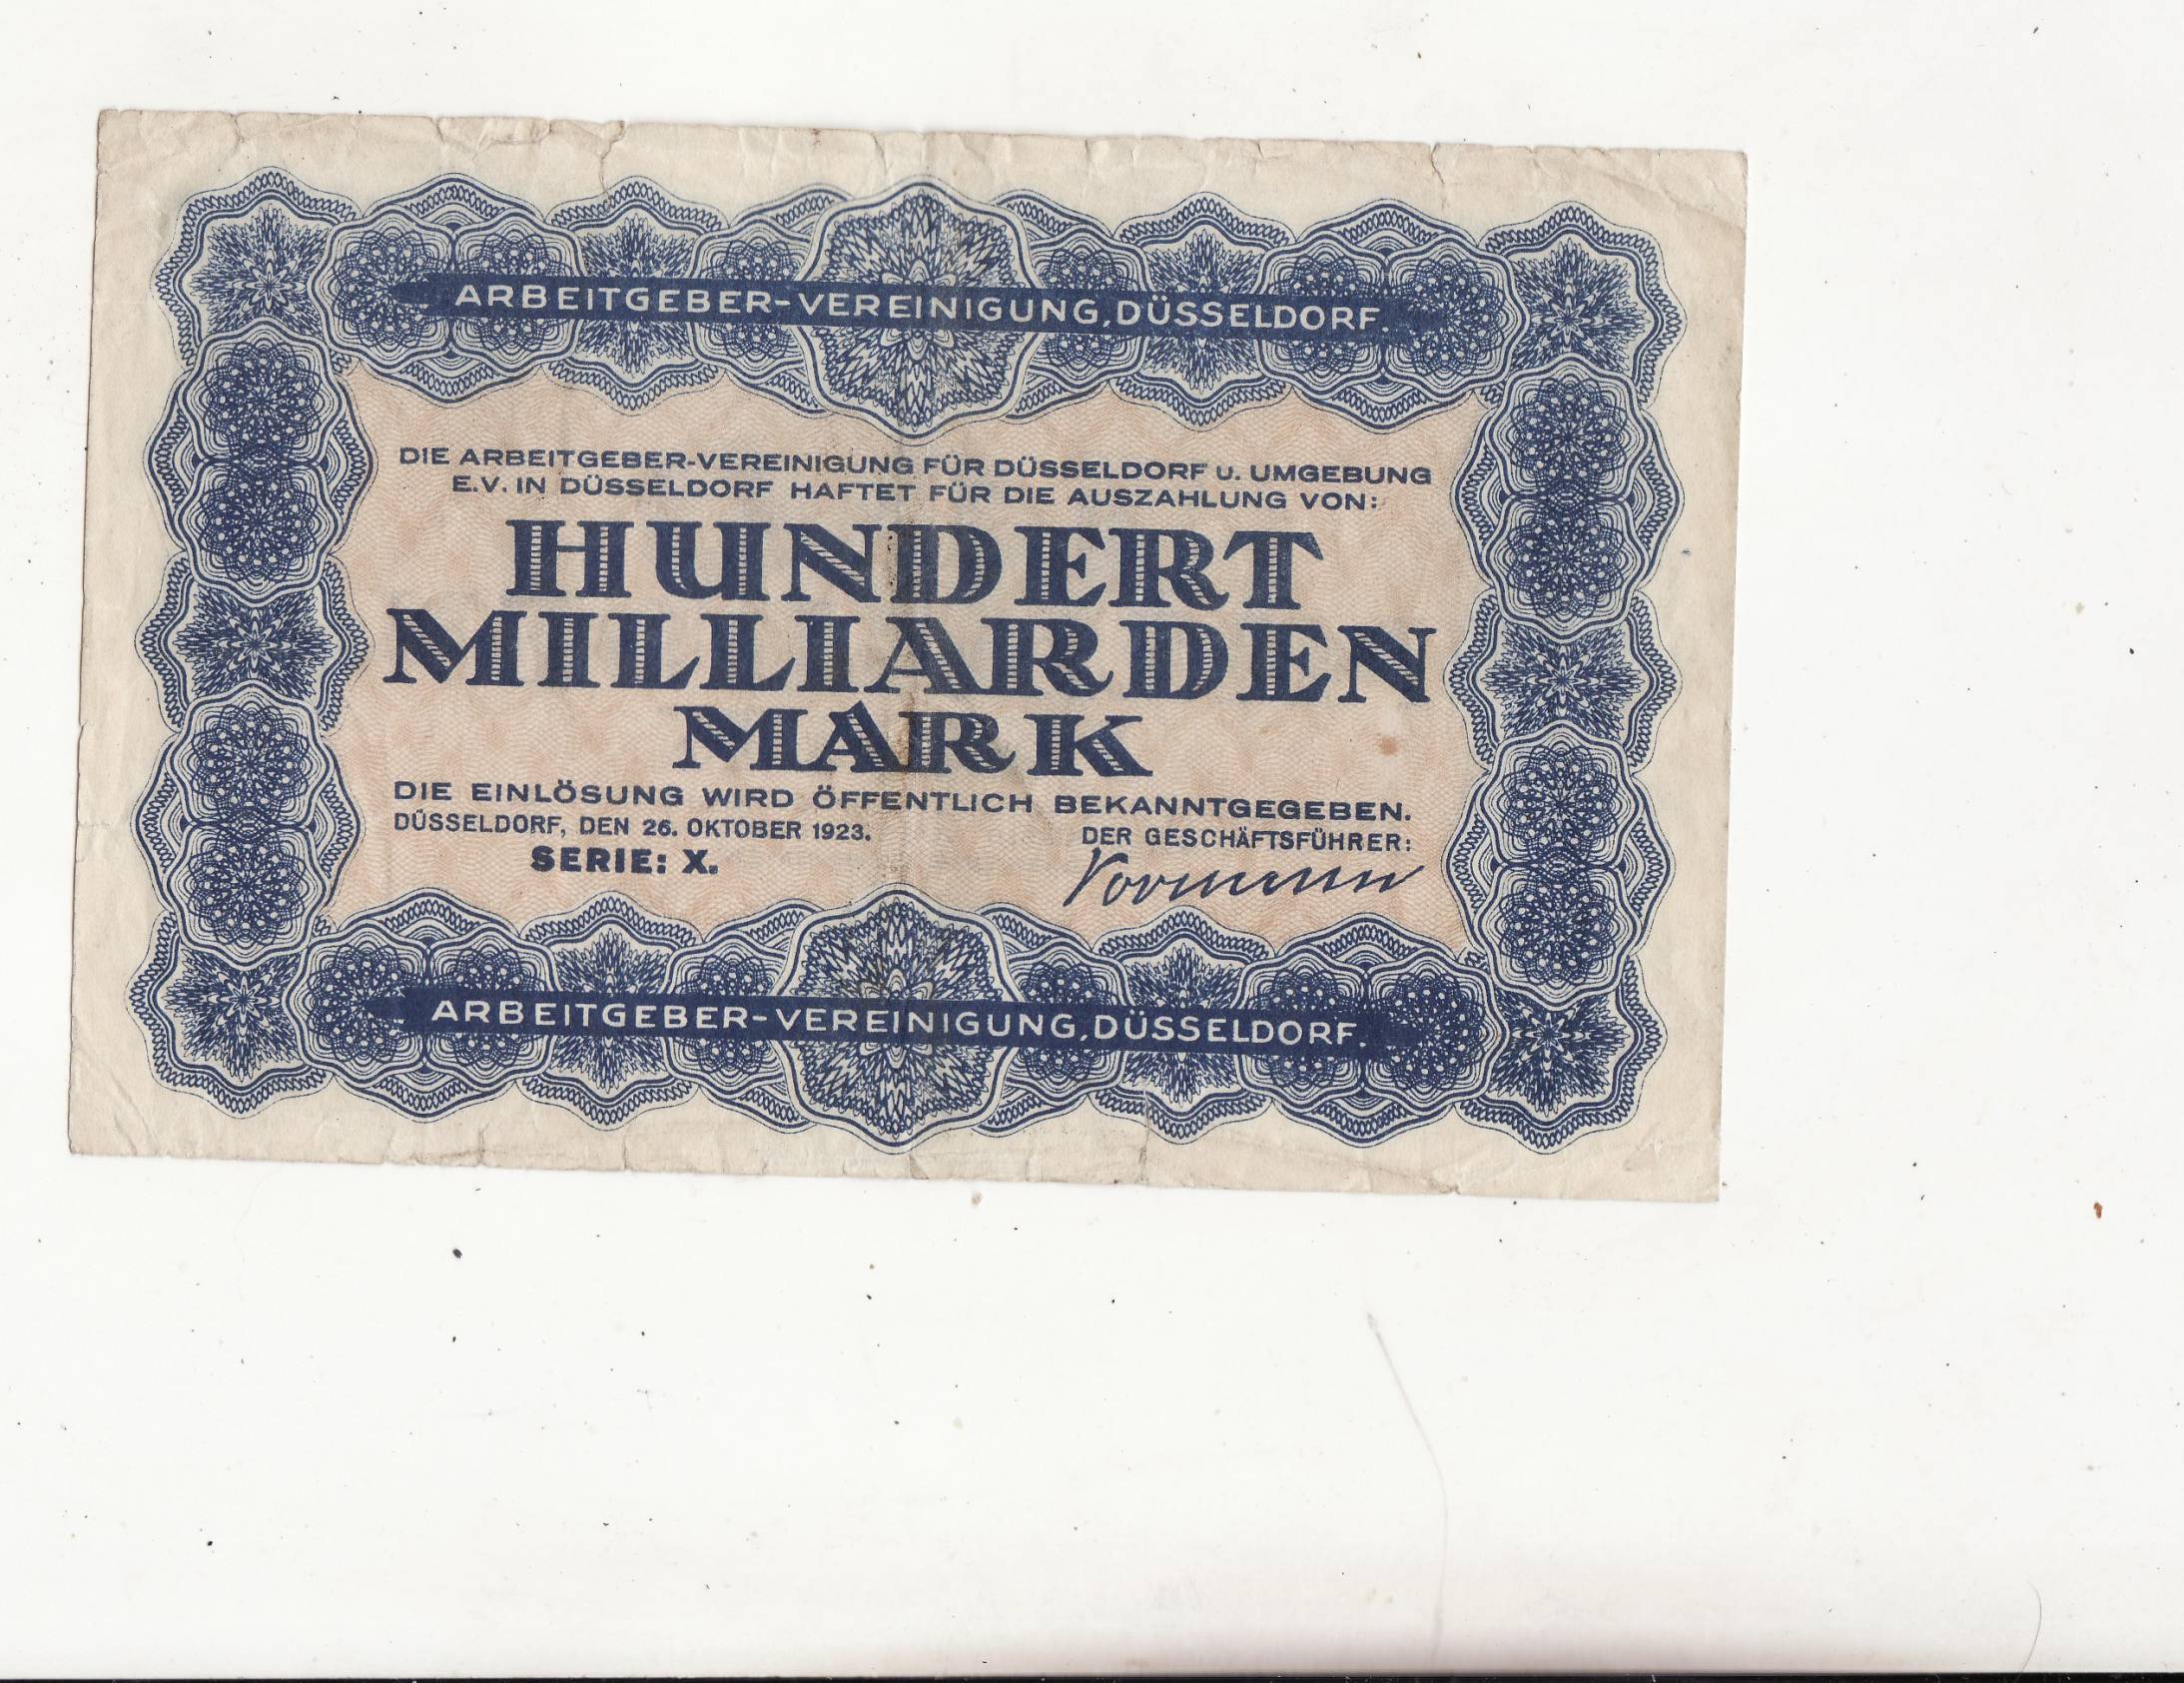 ARBEITGEBER-VEREINIGUNG, DÜSSELDORF.
DIE ARBEITGEBER-VEREINIGUNG FÜR DÜSSELDORF U. UMGEBUNG
E.V. IN DÜSSELDORF HAFTET FÜR DIE AUSZAHLUNG VON:
HUNDERT
MILLIARDEN
MARK
DIE EINLÖSUNG WIRD ÖFFENTLICH BEKANNTGEGEBEN.
DÜSSELDORF, DEN 26. OKTOBER 1923.
DER GESCHÄFTSFÜHRER:
SERIE: X.
ARBEITGEBER-VEREINIGUNG, DÜSSELDORF.